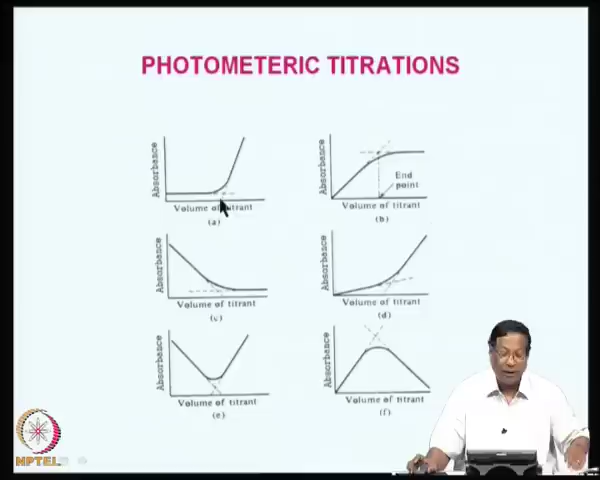 PHOTOMETERIC TITRATIONS
Absorbance
Volume of titrant
(a)
Absorbance
End
point
Volume of titrant
(b)
Absorbance
Volume of titrant
(c)
Absorbance
Volume of titrant
(d)
Absorbance
Volume of titrant
(e)
Absorbance
Volume of titrant
(f)
NPTEL